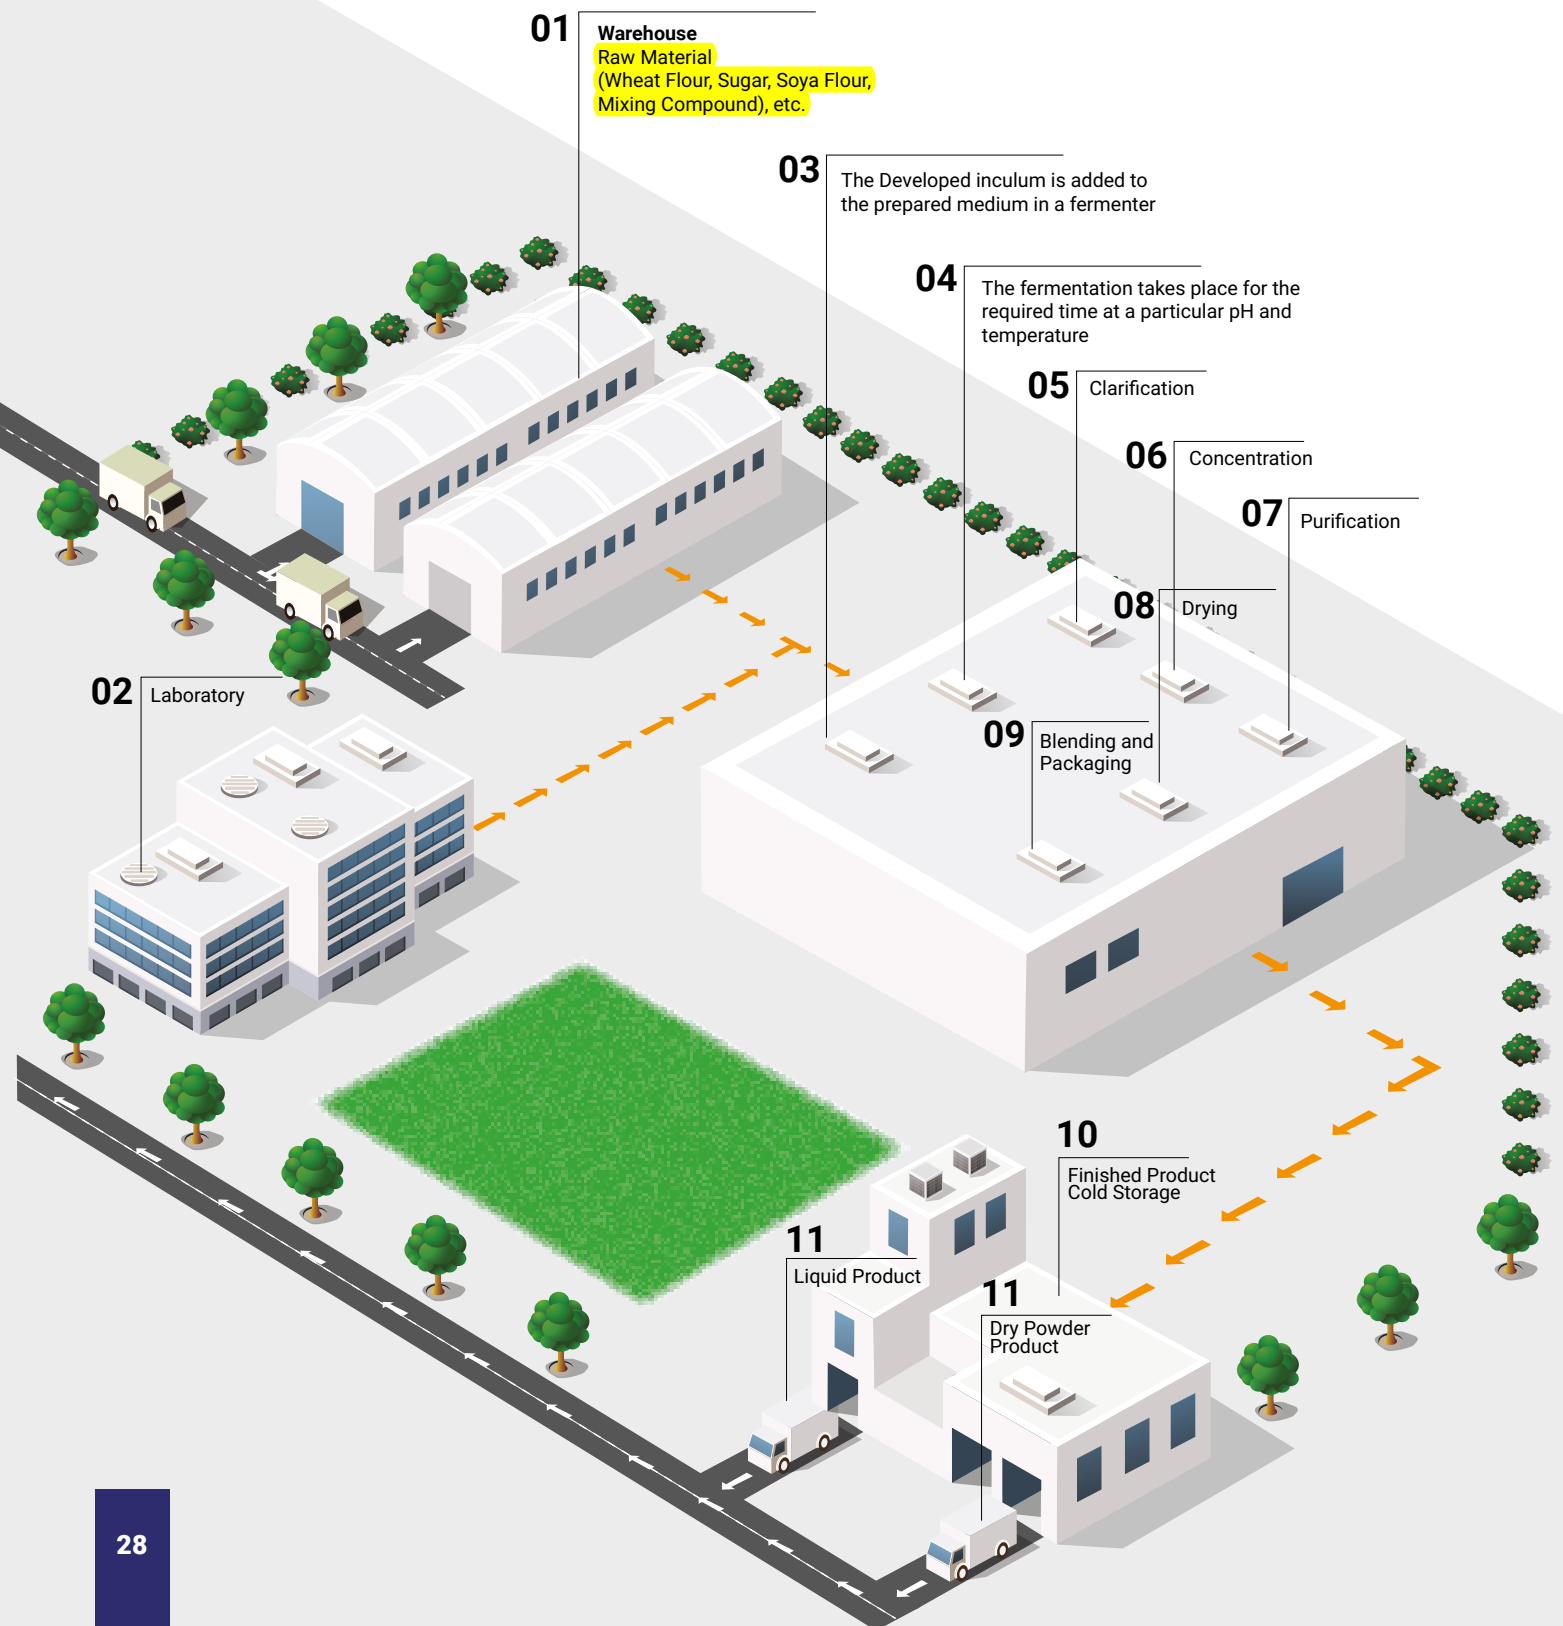 01
Warehouse
Raw Material
(Wheat Flour, Sugar, Soya Flour,
Mixing Compound), etc.
03
The Developed inculum is added to
the prepared medium in a fermenter
04
The fermentation takes place for the
required time at a particular pH and
temperature
05
Clarification
06
Concentration
07
Purification
08
Drying
02
Laboratory
09
Blending and
Packaging
10
Finished Product
Cold Storage
11
Liquid Product
11
Dry Powder
Product
28